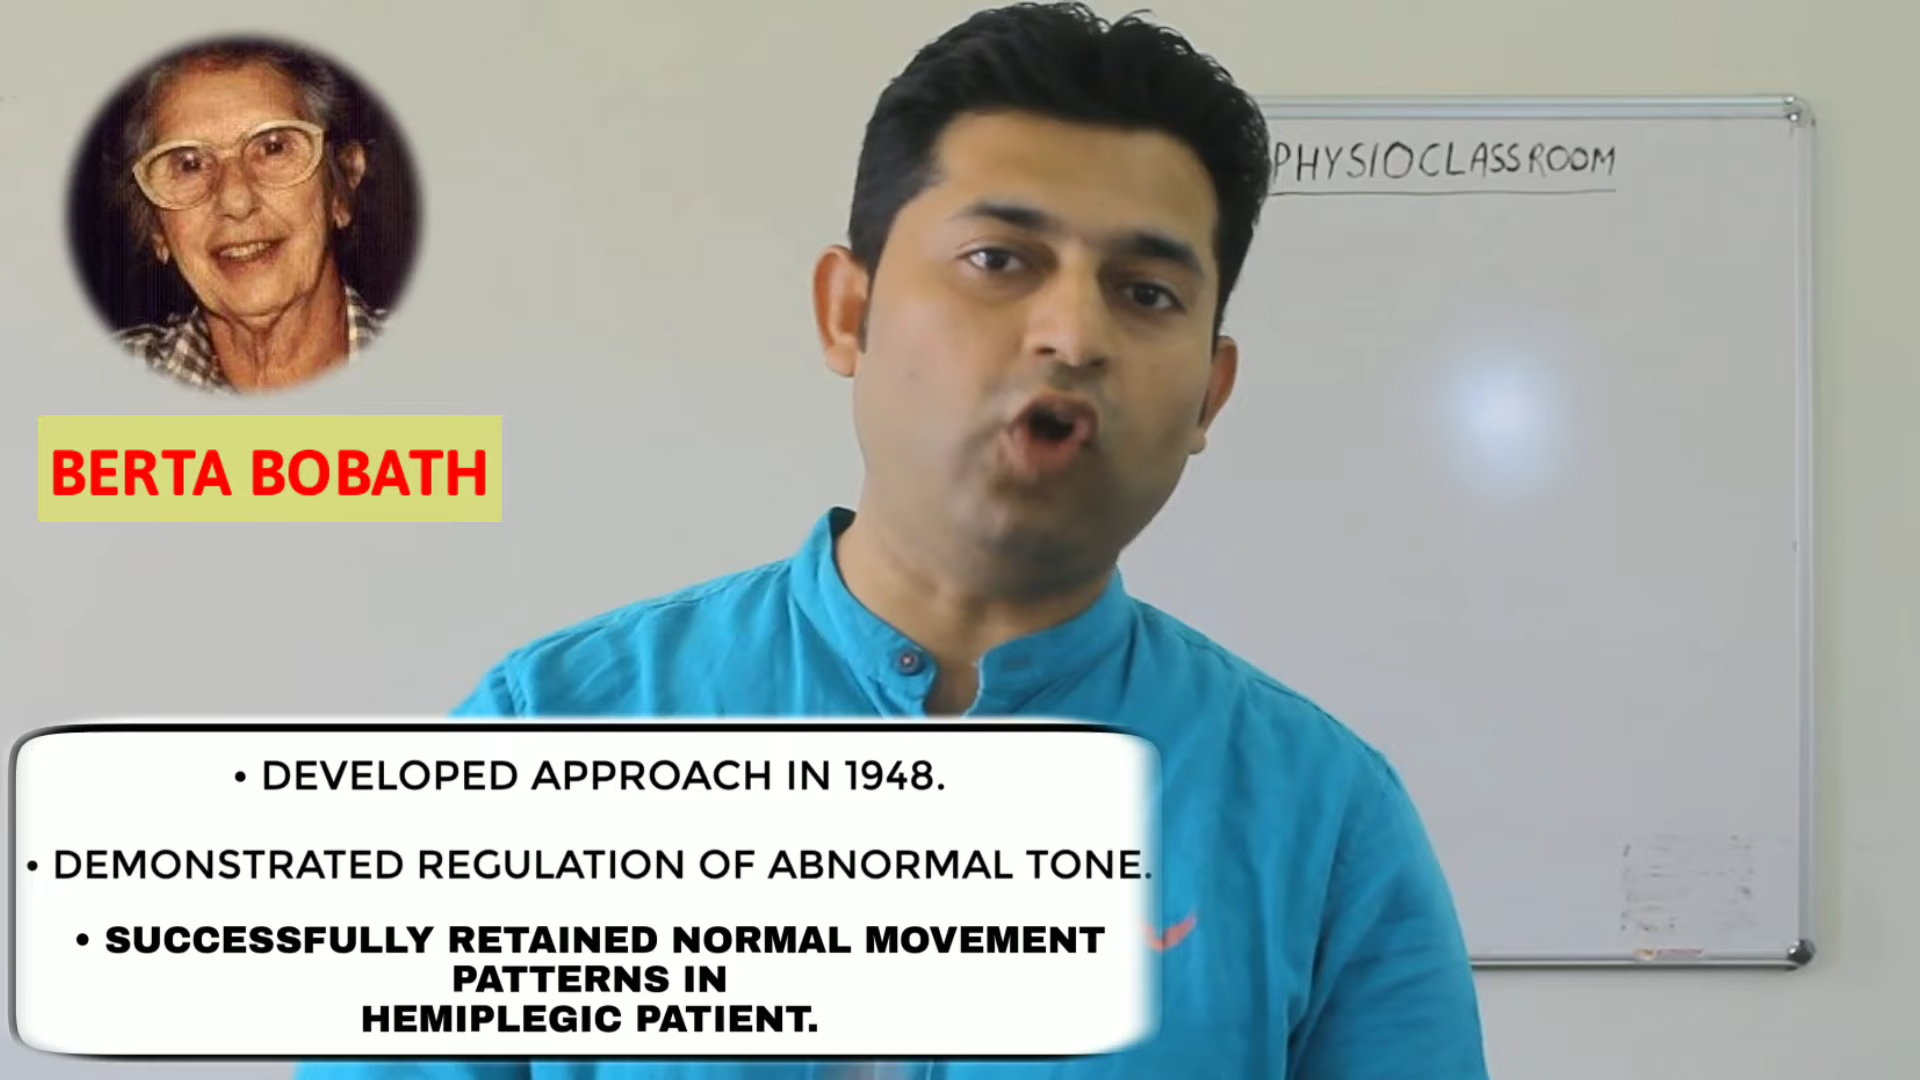 PHYSIOCLASSROOM
BERTA BOBATH
• DEVELOPED APPROACH IN 1948.
• DEMONSTRATED REGULATION OF ABNORMAL TONE.
• SUCCESSFULLY RETAINED NORMAL MOVEMENT
PATTERNS IN
HEMIPLEGIC PATIENT.